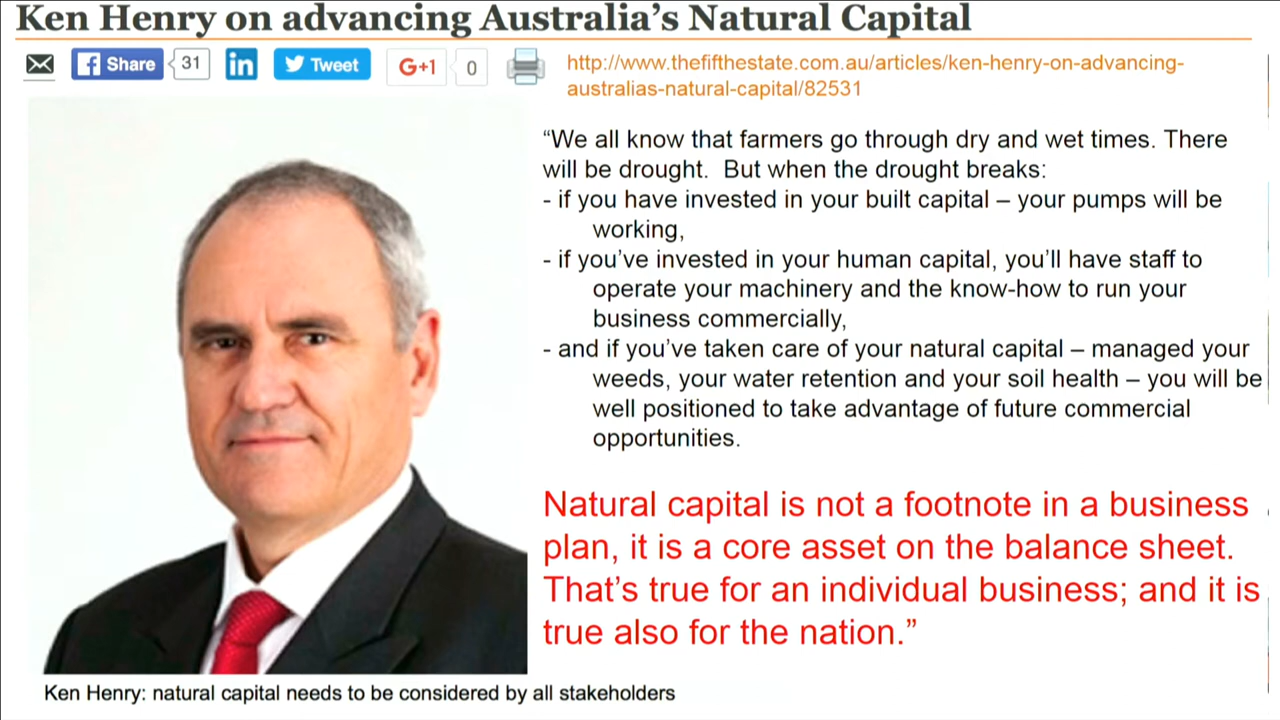 Ken Henry on advancing Australia’s Natural Capital
Share
31
in
Tweet
G+1
0
http://www.thefifthestate.com.au/articles/ken-henry-on-advancing-
australias-natural-capital/82531
“We all know that farmers go through dry and wet times. There
will be drought.  But when the drought breaks:
- if you have invested in your built capital – your pumps will be
working,
- if you’ve invested in your human capital, you’ll have staff to
operate your machinery and the know-how to run your
business commercially,
- and if you’ve taken care of your natural capital – managed your
weeds, your water retention and your soil health – you will be
well positioned to take advantage of future commercial
opportunities.
Natural capital is not a footnote in a business
plan, it is a core asset on the balance sheet.
That’s true for an individual business; and it is
true also for the nation.”
Ken Henry: natural capital needs to be considered by all stakeholders